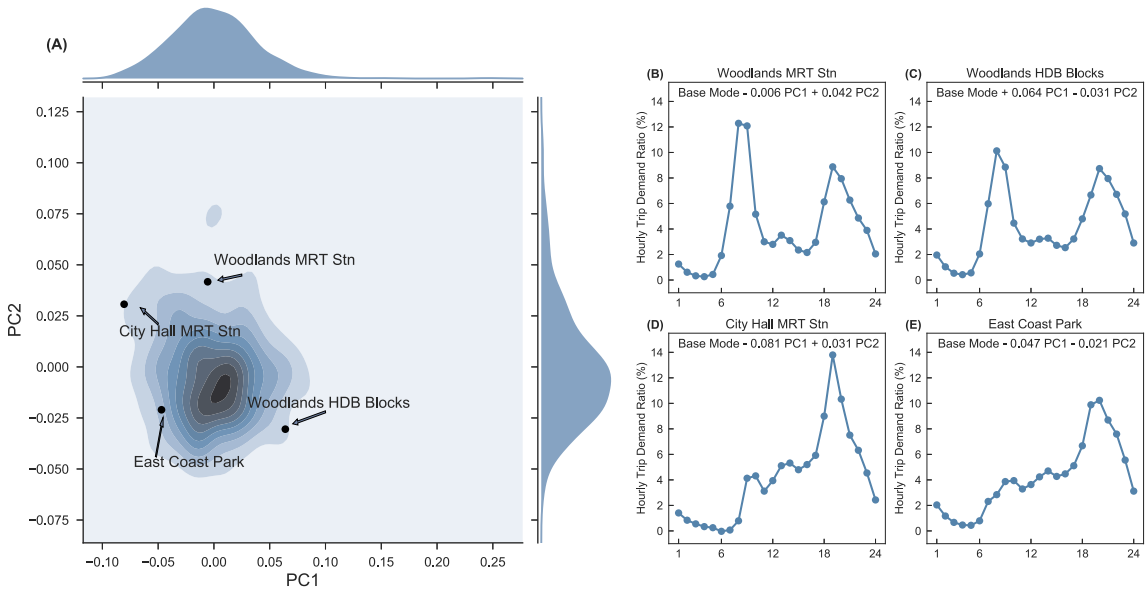 (A)
0.125
0.100
0.075
0.050
0.025
0.000
−0.025
−0.050
−0.075
PC2
Woodlands MRT Stn
City Hall MRT Stn
Woodlands HDB Blocks
East Coast Park
−0.10 −0.05 0.00 0.05 0.10 0.15 0.20 0.25
PC1
(B) Woodlands MRT Stn
Base Mode - 0.006 PC1 + 0.042 PC2
Hourly Trip Demand Ratio (%)
14
12
10
8
6
4
2
0
1 6 12 18 24
(C) Woodlands HDB Blocks
Base Mode + 0.064 PC1 - 0.031 PC2
Hourly Trip Demand Ratio (%)
14
12
10
8
6
4
2
0
1 6 12 18 24
(D) City Hall MRT Stn
Base Mode - 0.081 PC1 + 0.031 PC2
Hourly Trip Demand Ratio (%)
14
12
10
8
6
4
2
0
1 6 12 18 24
(E) East Coast Park
Base Mode - 0.047 PC1 - 0.021 PC2
Hourly Trip Demand Ratio (%)
14
12
10
8
6
4
2
0
1 6 12 18 24